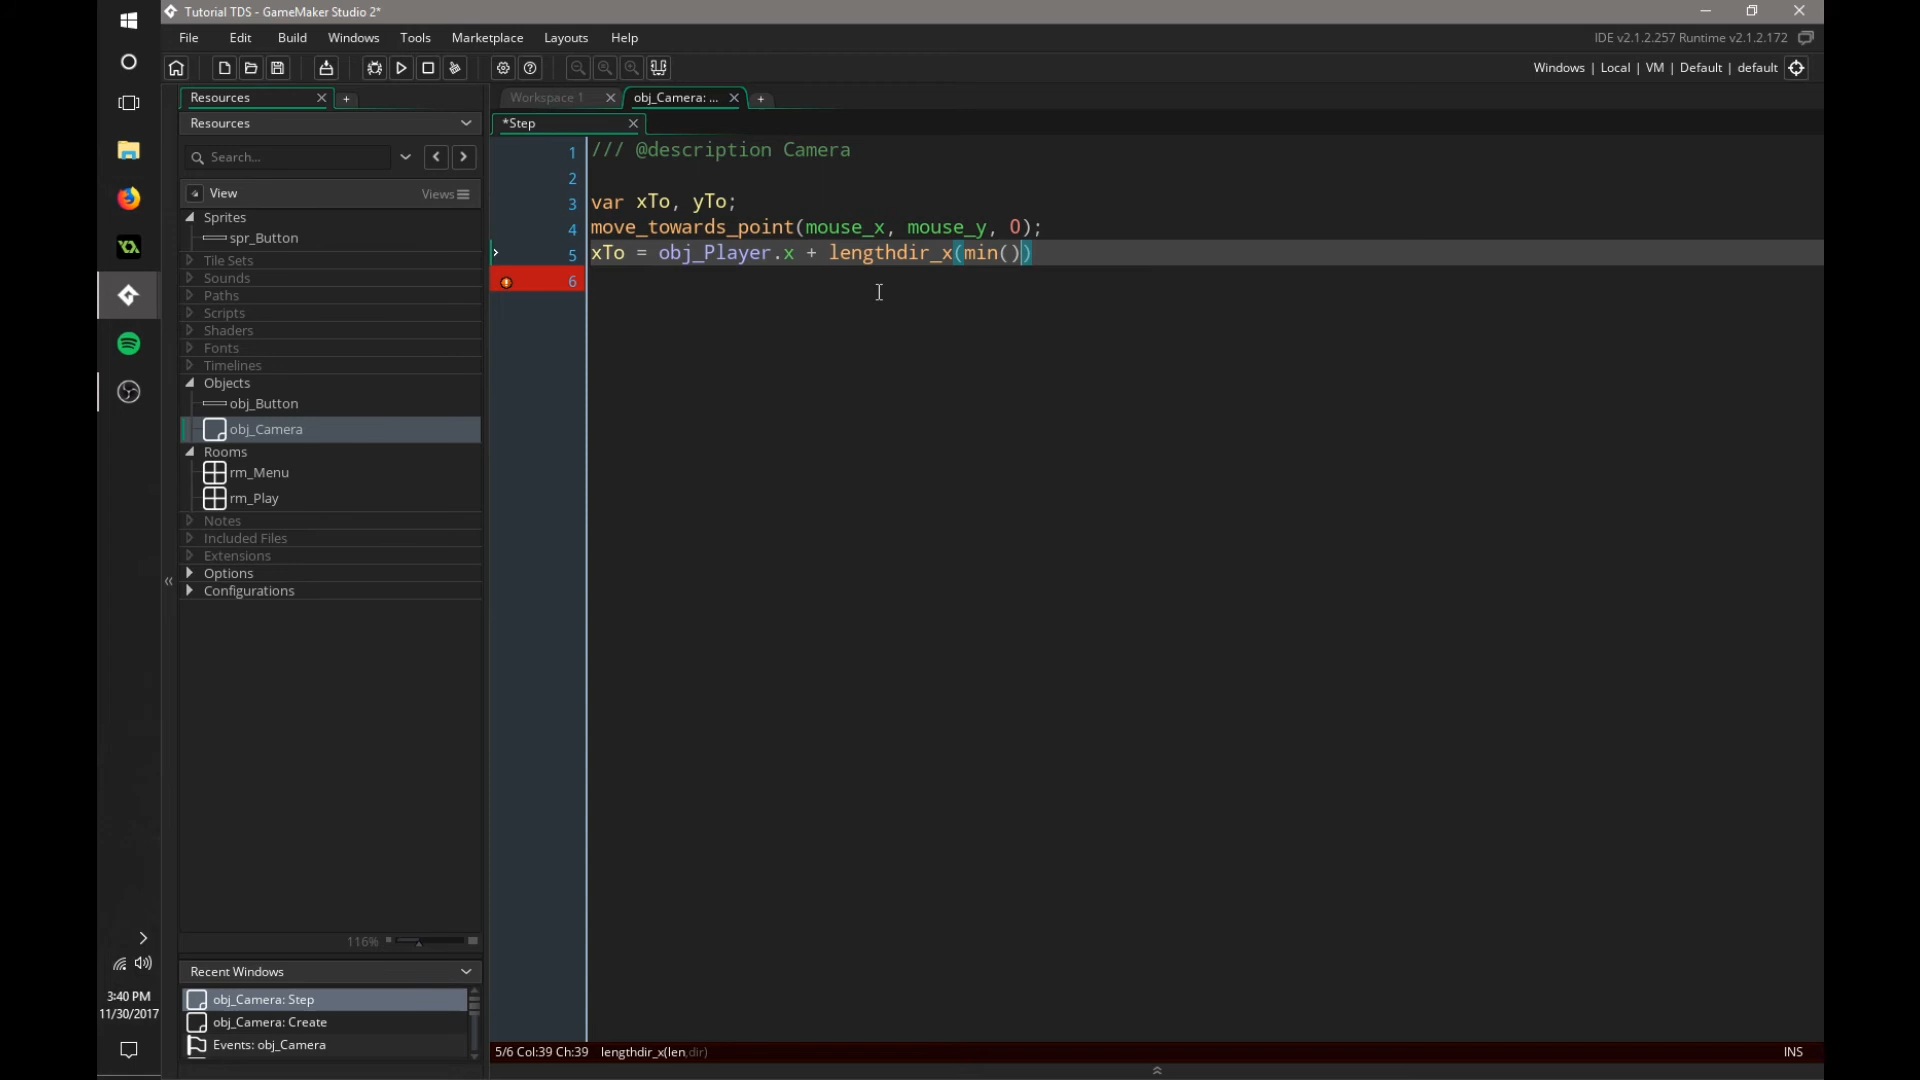 Tutorial TDS - GameMaker Studio 2*
File Edit Build Windows Tools Marketplace Layouts Help
IDE v2.1.2.257 Runtime v2.1.2.172
Windows | Local | VM | Default | default
Resources
Workspace 1
obj_Camera: ...
Resources
*Step
Search...
View
Views
Sprites
spr_Button
Tile Sets
Sounds
Paths
Scripts
Shaders
Fonts
Timelines
Objects
obj_Button
obj_Camera
Rooms
rm_Menu
rm_Play
Notes
Included Files
Extensions
Options
Configurations
116%
Recent Windows
obj_Camera: Step
obj_Camera: Create
Events: obj_Camera
1 /// @description Camera
2
3 var xTo, yTo;
4 move_towards_point(mouse_x, mouse_y, 0);
5 xTo = obj_Player.x + lengthdir_x(min())
6
5/6 Col:39 Ch:39 lengthdir_x(len,dir)
INS
3:40 PM
11/30/2017